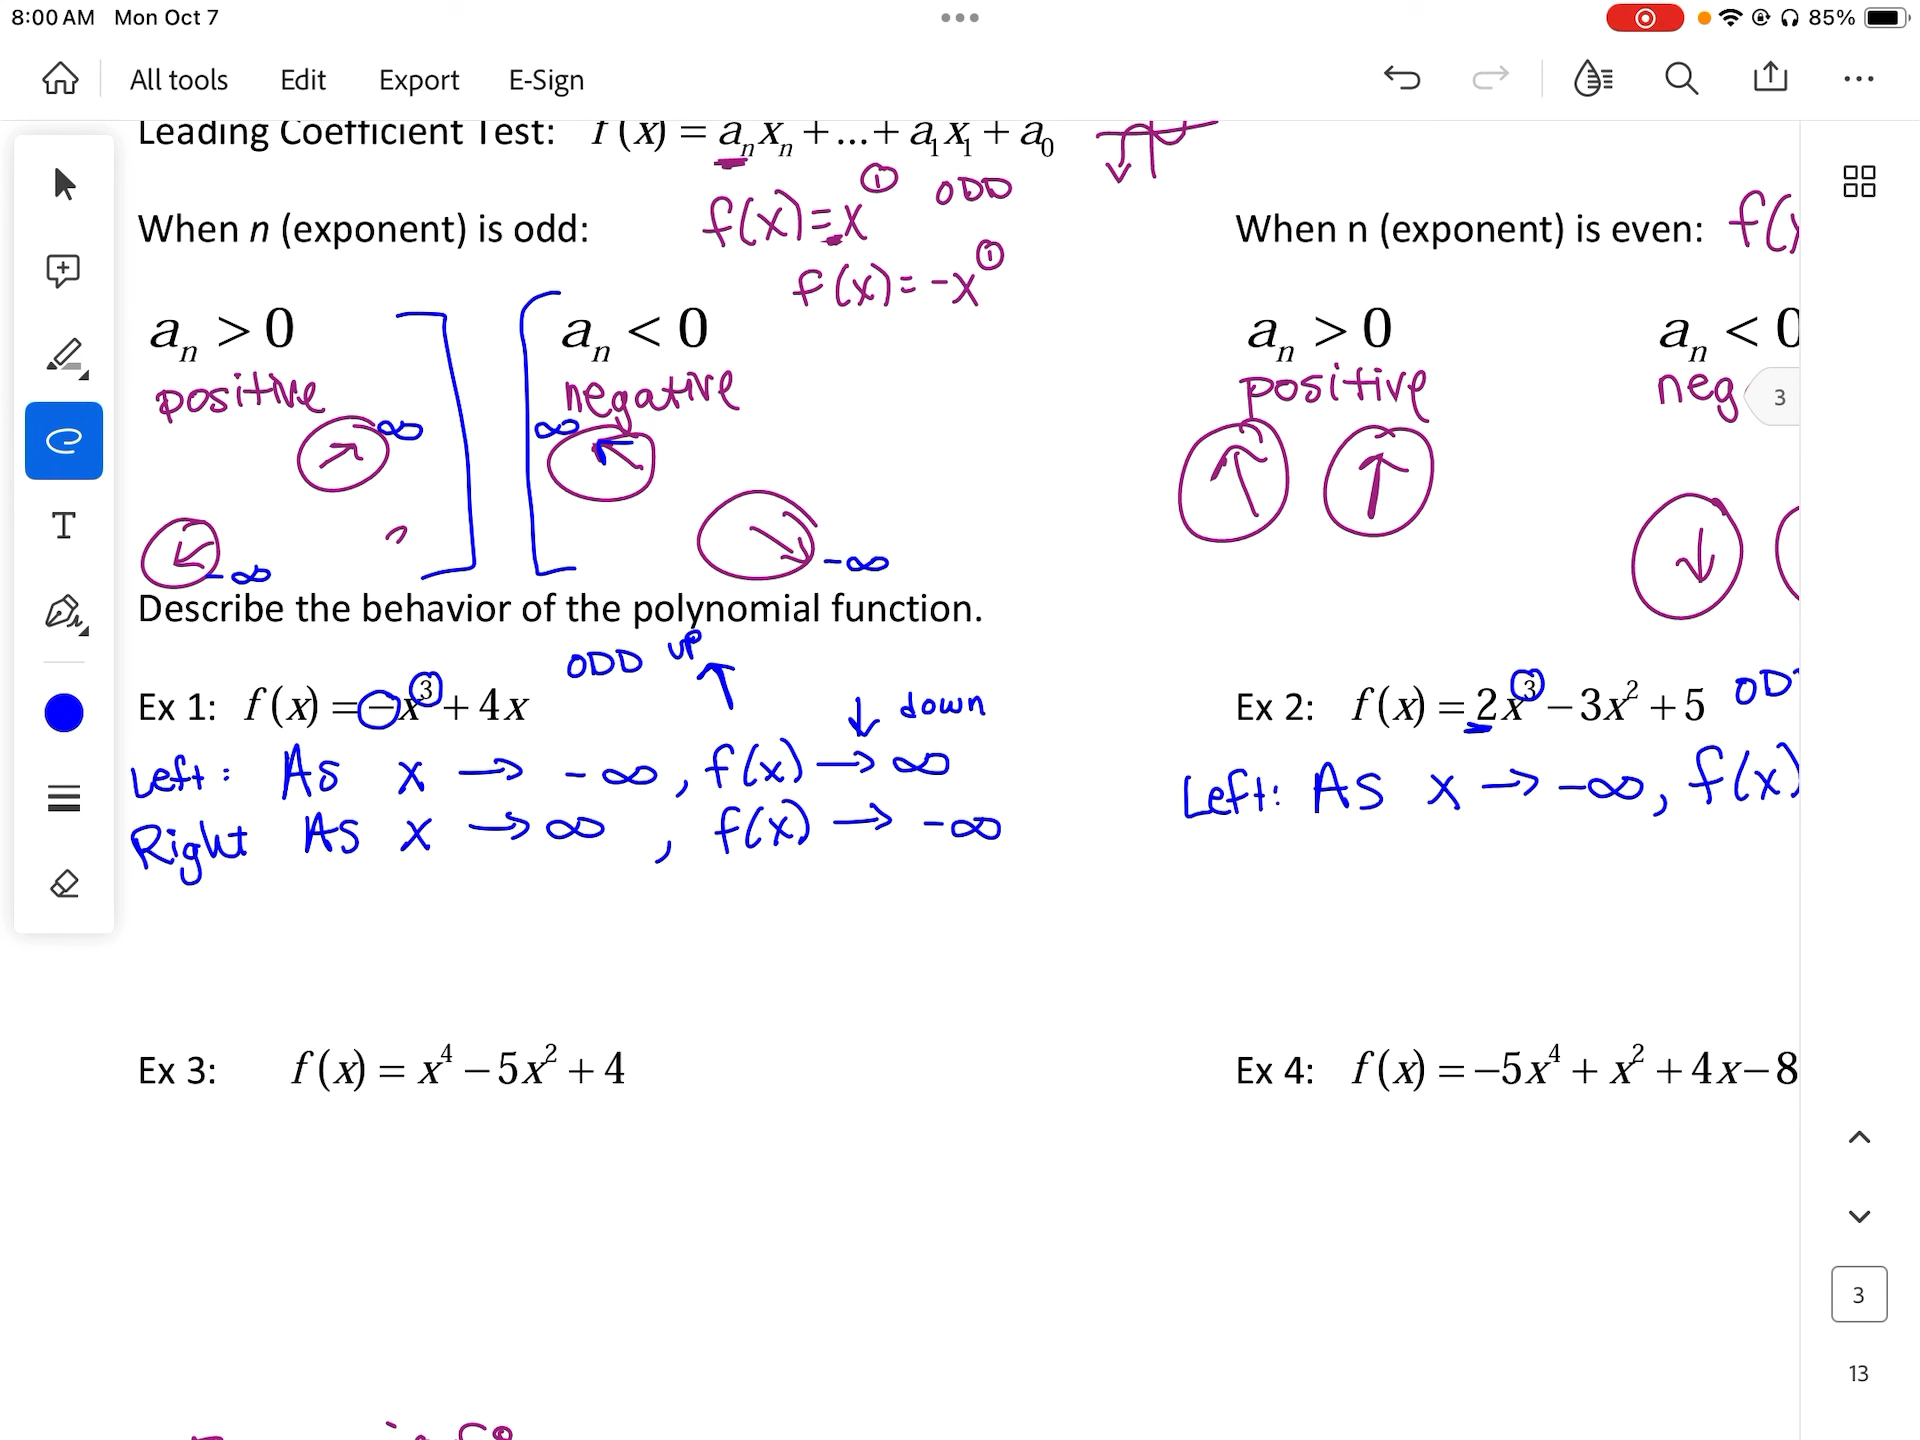 8:00 AM Mon Oct 7
85%
All tools Edit Export E-Sign
Leading Coefficient Test: f(x) = aₙxₙ + ... + a₁x₁ + a₀
f(x) = x¹ ODD
When n (exponent) is odd:
f(x) = -x¹
aₙ > 0
positive
∞
-∞
aₙ < 0
negative
∞
-∞
When n (exponent) is even: f(x
aₙ > 0
positive
aₙ < 0
neg
3
Describe the behavior of the polynomial function.
Ex 1: f(x) = -x³ + 4x
ODD up
down
Left: As x → -∞, f(x) → ∞
Right As x → ∞, f(x) → -∞
Ex 2: f(x) = 2x³ - 3x² + 5 OD
Left: As x → -∞, f(x)
Ex 3: f(x) = x⁴ - 5x² + 4
Ex 4: f(x) = -5x⁴ + x² + 4x - 8
3
13